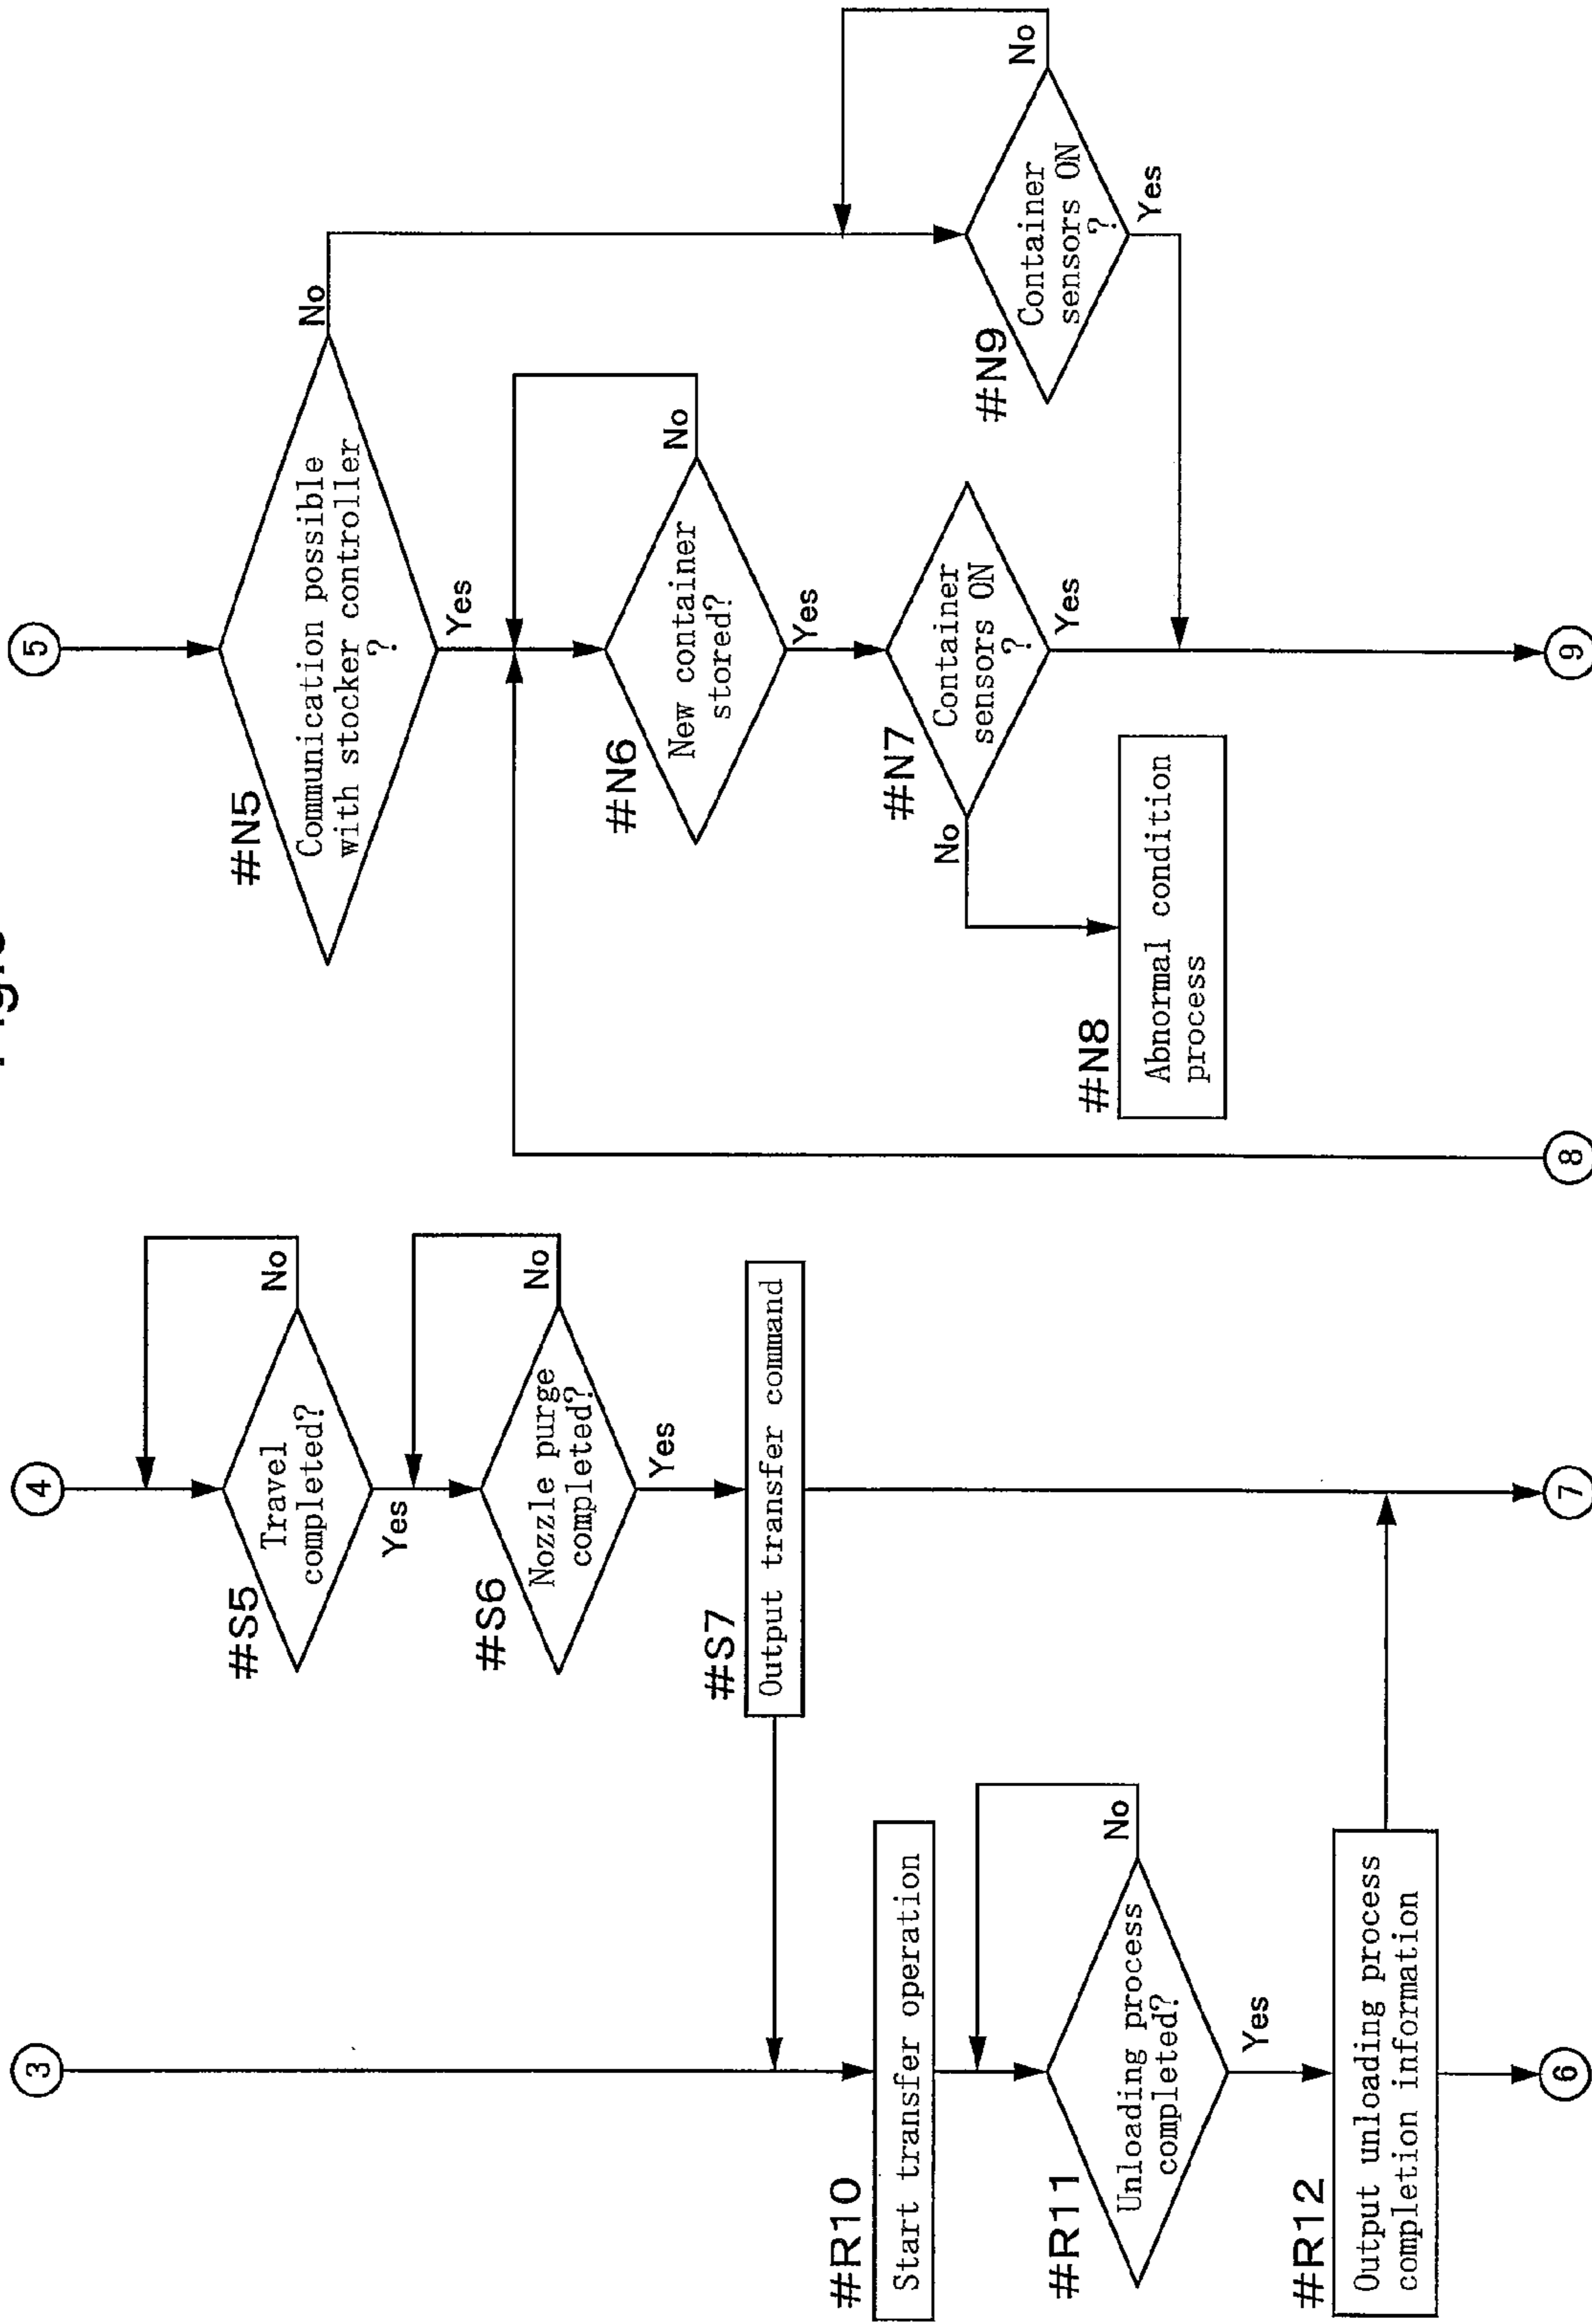 3
#R10
Start transfer operation
#R11
Unloading process
completed?
No
Yes
#R12
Output unloading process
completion information
6
4
#S5
Travel
completed?
No
Yes
#S6
Nozzle purge
completed?
No
Yes
#S7
Output transfer command
7
5
#N5
Communication possible
with stocker controller
?
No
Yes
#N6
New container
stored?
No
Yes
#N7
Container
sensors ON
?
No
Yes
#N8
Abnormal condition
process
#N9
Container
sensors ON
?
No
Yes
8
9